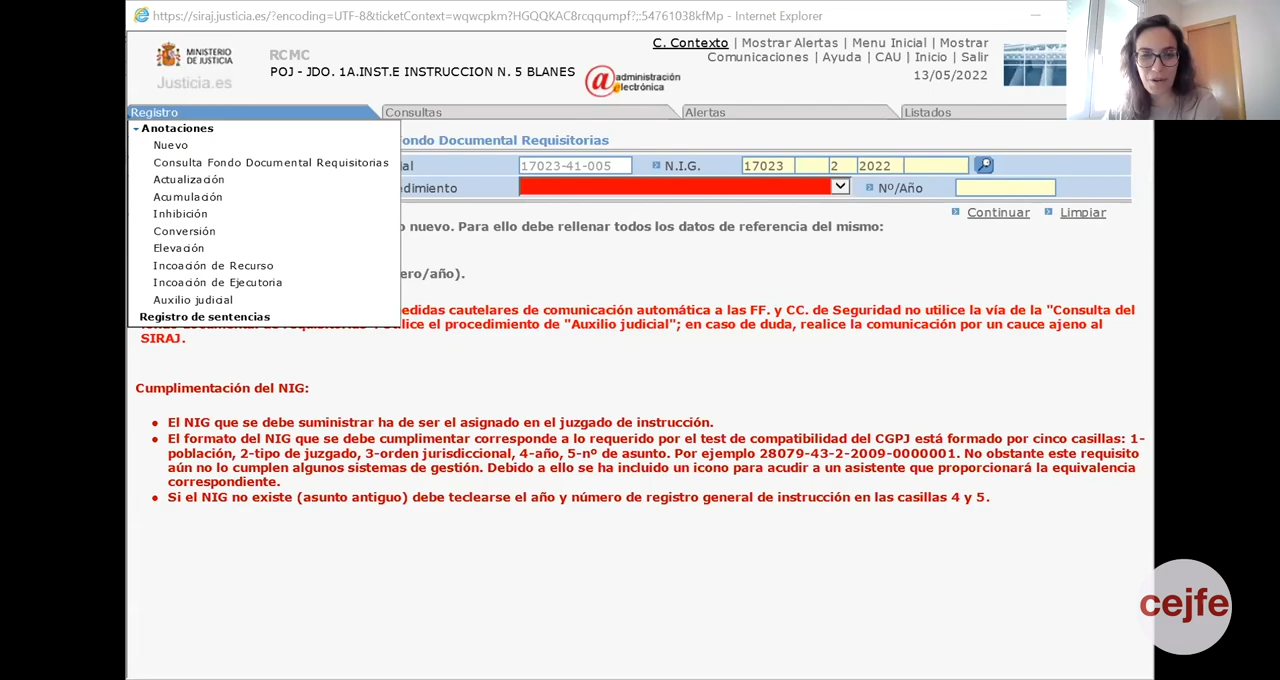 https://siraj.justicia.es/?encoding=UTF-8&ticketContext=wqwcpkm?HGQQKAC8rcqqumpf?;:54761038kfMp - Internet Explorer
MINISTERIO DE JUSTICIA
Justicia.es
RCMC
POJ - JDO. 1A.INST.E INSTRUCCION N. 5 BLANES
administración electrónica
C. Contexto | Mostrar Alertas | Menu Inicial | Mostrar
Comunicaciones | Ayuda | CAU | Inicio | Salir
13/05/2022
Registro Consultas Alertas Listados
Anotaciones
Nuevo
Consulta Fondo Documental Requisitorias
Actualización
Acumulación
Inhibición
Conversión
Elevación
Incoación de Recurso
Incoación de Ejecutoria
Auxilio judicial
Registro de sentencias
ondo Documental Requisitorias
ial 17023-41-005 N.I.G. 17023 2 2022
edimiento Nº/Año
Continuar Limpiar
o nuevo. Para ello debe rellenar todos los datos de referencia del mismo:
ero/año).
edidas cautelares de comunicación automática a las FF. y CC. de Seguridad no utilice la vía de la "Consulta del
ice el procedimiento de "Auxilio judicial"; en caso de duda, realice la comunicación por un cauce ajeno al
SIRAJ.
Cumplimentación del NIG:
• El NIG que se debe suministrar ha de ser el asignado en el juzgado de instrucción.
• El formato del NIG que se debe cumplimentar corresponde a lo requerido por el test de compatibilidad del CGPJ está formado por cinco casillas: 1-
población, 2-tipo de juzgado, 3-orden jurisdiccional, 4-año, 5-nº de asunto. Por ejemplo 28079-43-2-2009-0000001. No obstante este requisito
aún no lo cumplen algunos sistemas de gestión. Debido a ello se ha incluido un icono para acudir a un asistente que proporcionará la equivalencia
correspondiente.
• Si el NIG no existe (asunto antiguo) debe teclearse el año y número de registro general de instrucción en las casillas 4 y 5.
cejfe